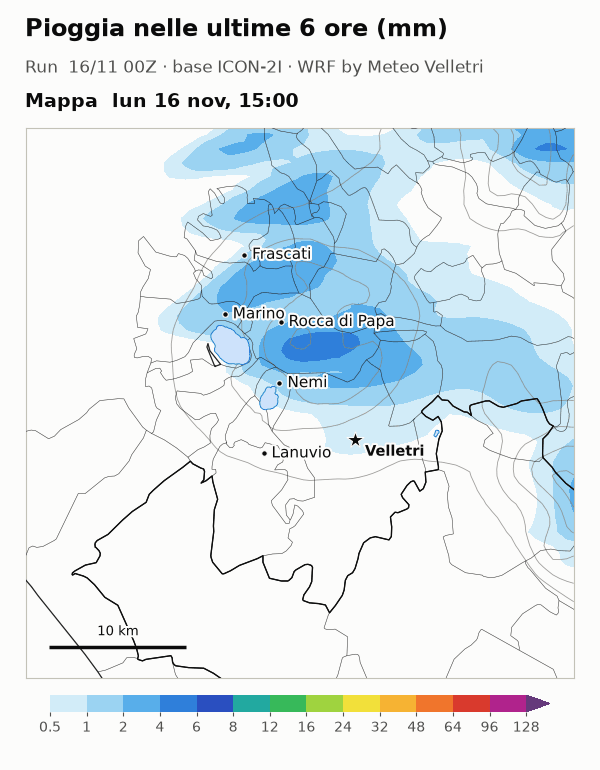 Pioggia nelle ultime 6 ore (mm)
Run  16/11 00Z · base ICON-2I · WRF by Meteo Velletri
Mappa  lun 16 nov, 15:00
Frascati
Marino
Rocca di Papa
Nemi
Velletri
Lanuvio
10 km
0.5 1 2 4 6 8 12 16 24 32 48 64 96 128